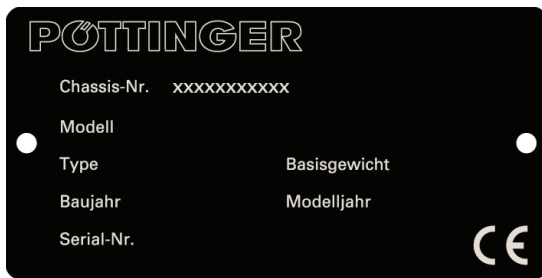 PÖTTINGER
Chassis-Nr. xxxxxxxxxxx
Modell
Type Basisgewicht
Baujahr Modelljahr
Serial-Nr.
CE